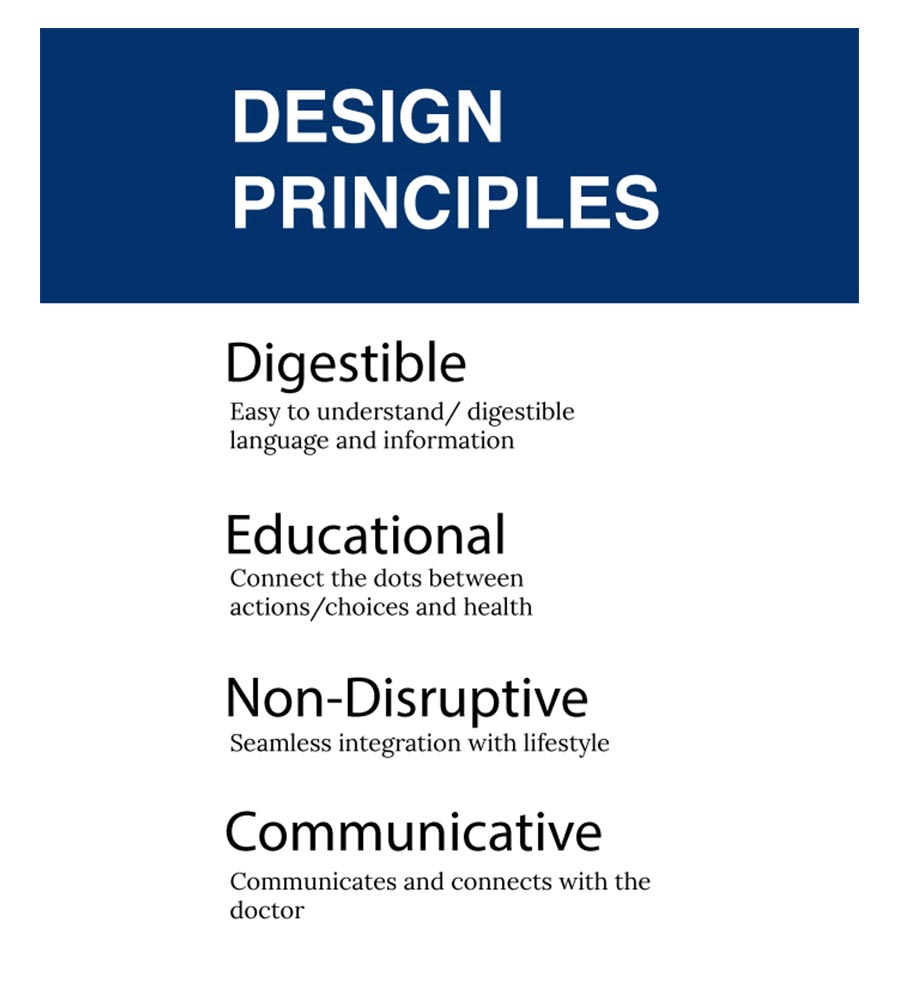 DESIGN
PRINCIPLES
Digestible
Easy to understand/ digestible
language and information
Educational
Connect the dots between
actions/choices and health
Non-Disruptive
Seamless integration with lifestyle
Communicative
Communicates and connects with the
doctor